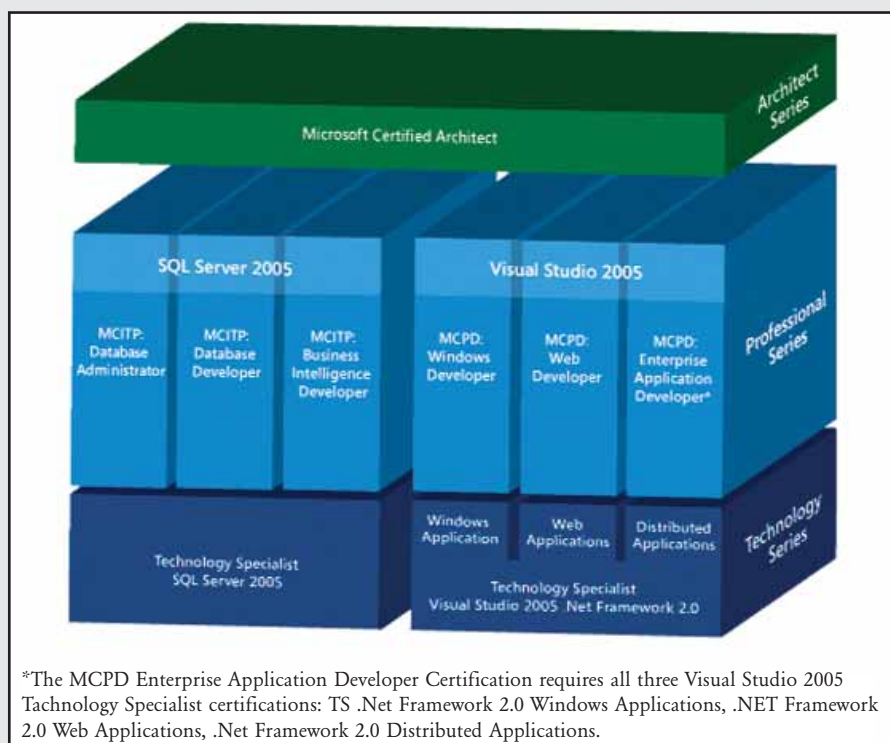 Architect
Series
Microsoft Certified Architect
SQL Server 2005
Visual Studio 2005
Professional
Series
MCITP:
Database
Administrator
MCITP:
Database
Developer
MCITP:
Business
Intelligence
Developer
MCPD:
Windows
Developer
MCPD:
Web
Developer
MCPD:
Enterprise
Application
Developer*
Technology
Series
Technology Specialist
SQL Server 2005
Windows
Application
Web
Applications
Distributed
Applications
Technology Specialist
Visual Studio 2005 .Net Framework 2.0
*The MCPD Enterprise Application Developer Certification requires all three Visual Studio 2005
Tachnology Specialist certifications: TS .Net Framework 2.0 Windows Applications, .NET Framework
2.0 Web Applications, .Net Framework 2.0 Distributed Applications.